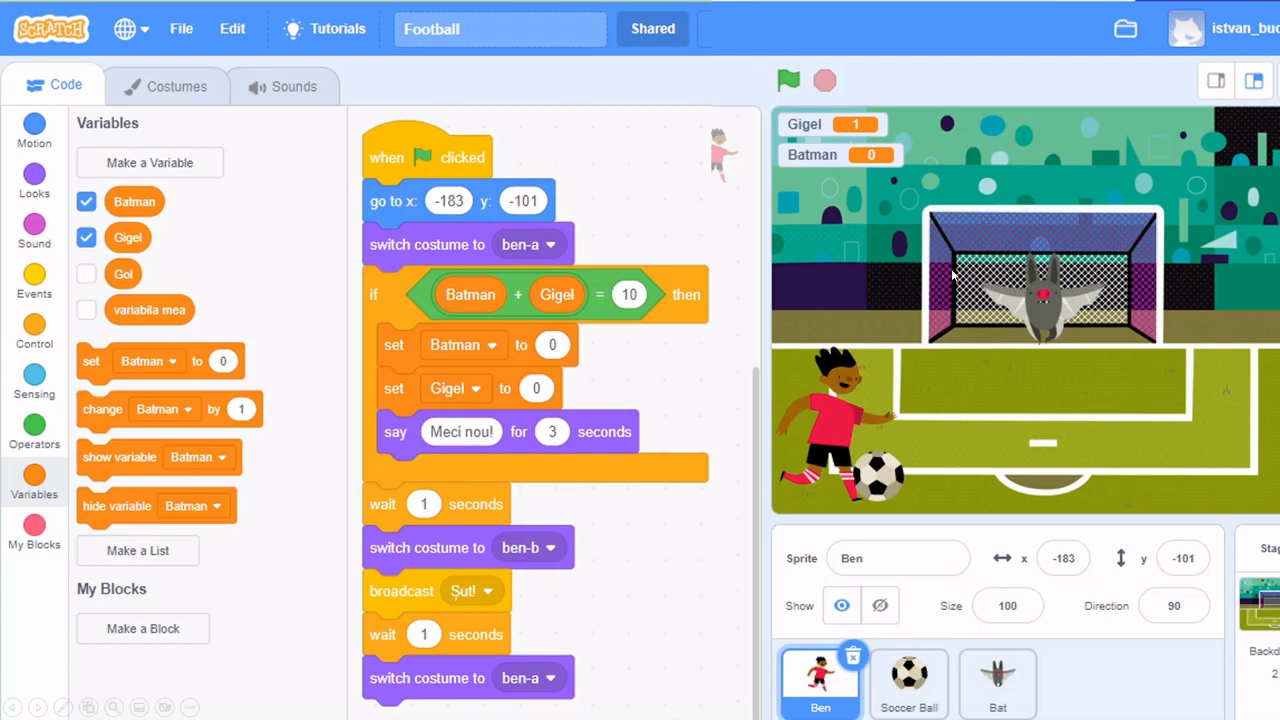 SCRATCH File Edit Tutorials Football Shared istvan_buc
Code Costumes Sounds
Motion
Looks
Sound
Events
Control
Sensing
Operators
Variables
My Blocks
Variables
Make a Variable
Batman
Gigel
Gol
variabila mea
set Batman to 0
change Batman by 1
show variable Batman
hide variable Batman
Make a List
My Blocks
Make a Block
when clicked
go to x: -183 y: -101
switch costume to ben-a
if Batman + Gigel = 10 then
set Batman to 0
set Gigel to 0
say Meci nou! for 3 seconds
wait 1 seconds
switch costume to ben-b
broadcast Șut!
wait 1 seconds
switch costume to ben-a
Gigel 1
Batman 0
Sprite Ben x -183 y -101
Show Size 100 Direction 90
Ben Soccer Ball Bat
Stag
Backd
2